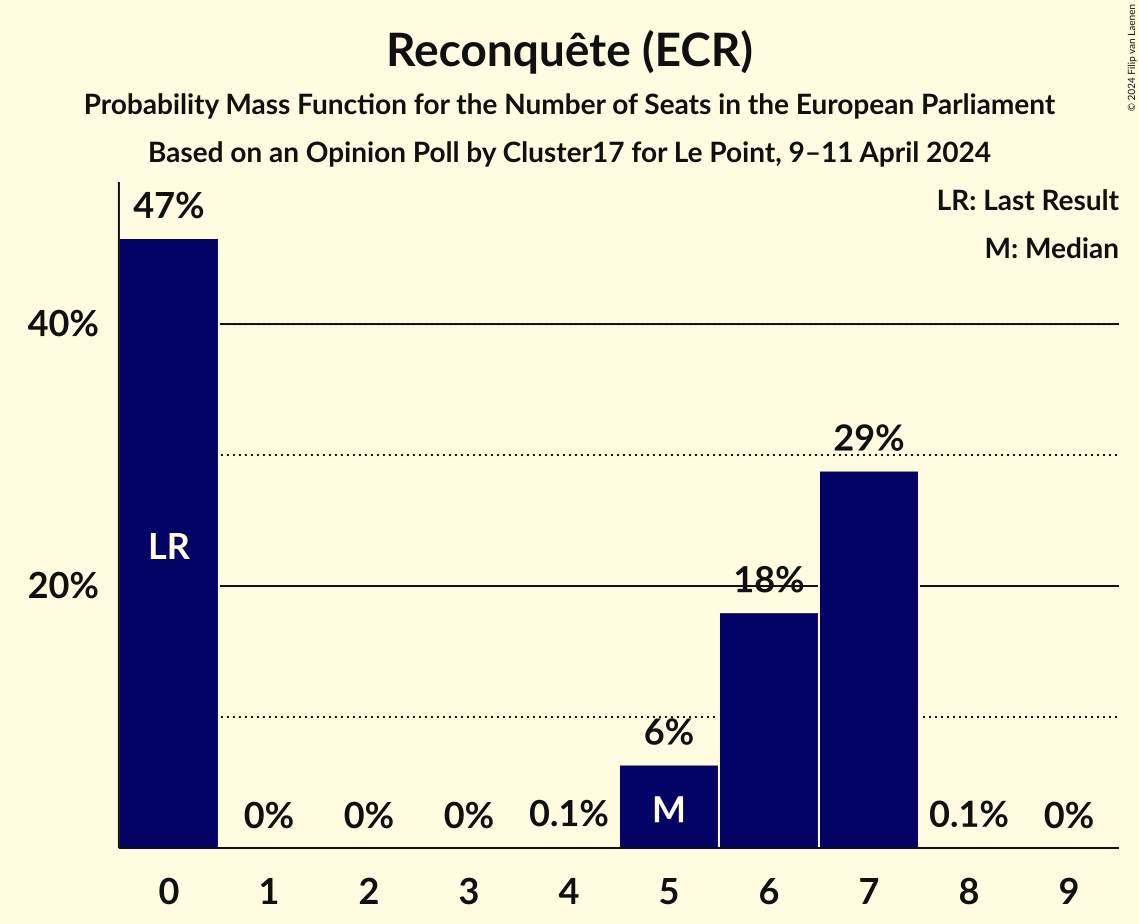 Reconquête (ECR)
Probability Mass Function for the Number of Seats in the European Parliament
Based on an Opinion Poll by Cluster17 for Le Point, 9–11 April 2024
© 2024 Filip van Laenen
LR: Last Result
M: Median
47%
40%
29%
LR
20%
18%
6%
M
0%
0%
0%
0.1%
0.1%
0%
0 1 2 3 4 5 6 7 8 9